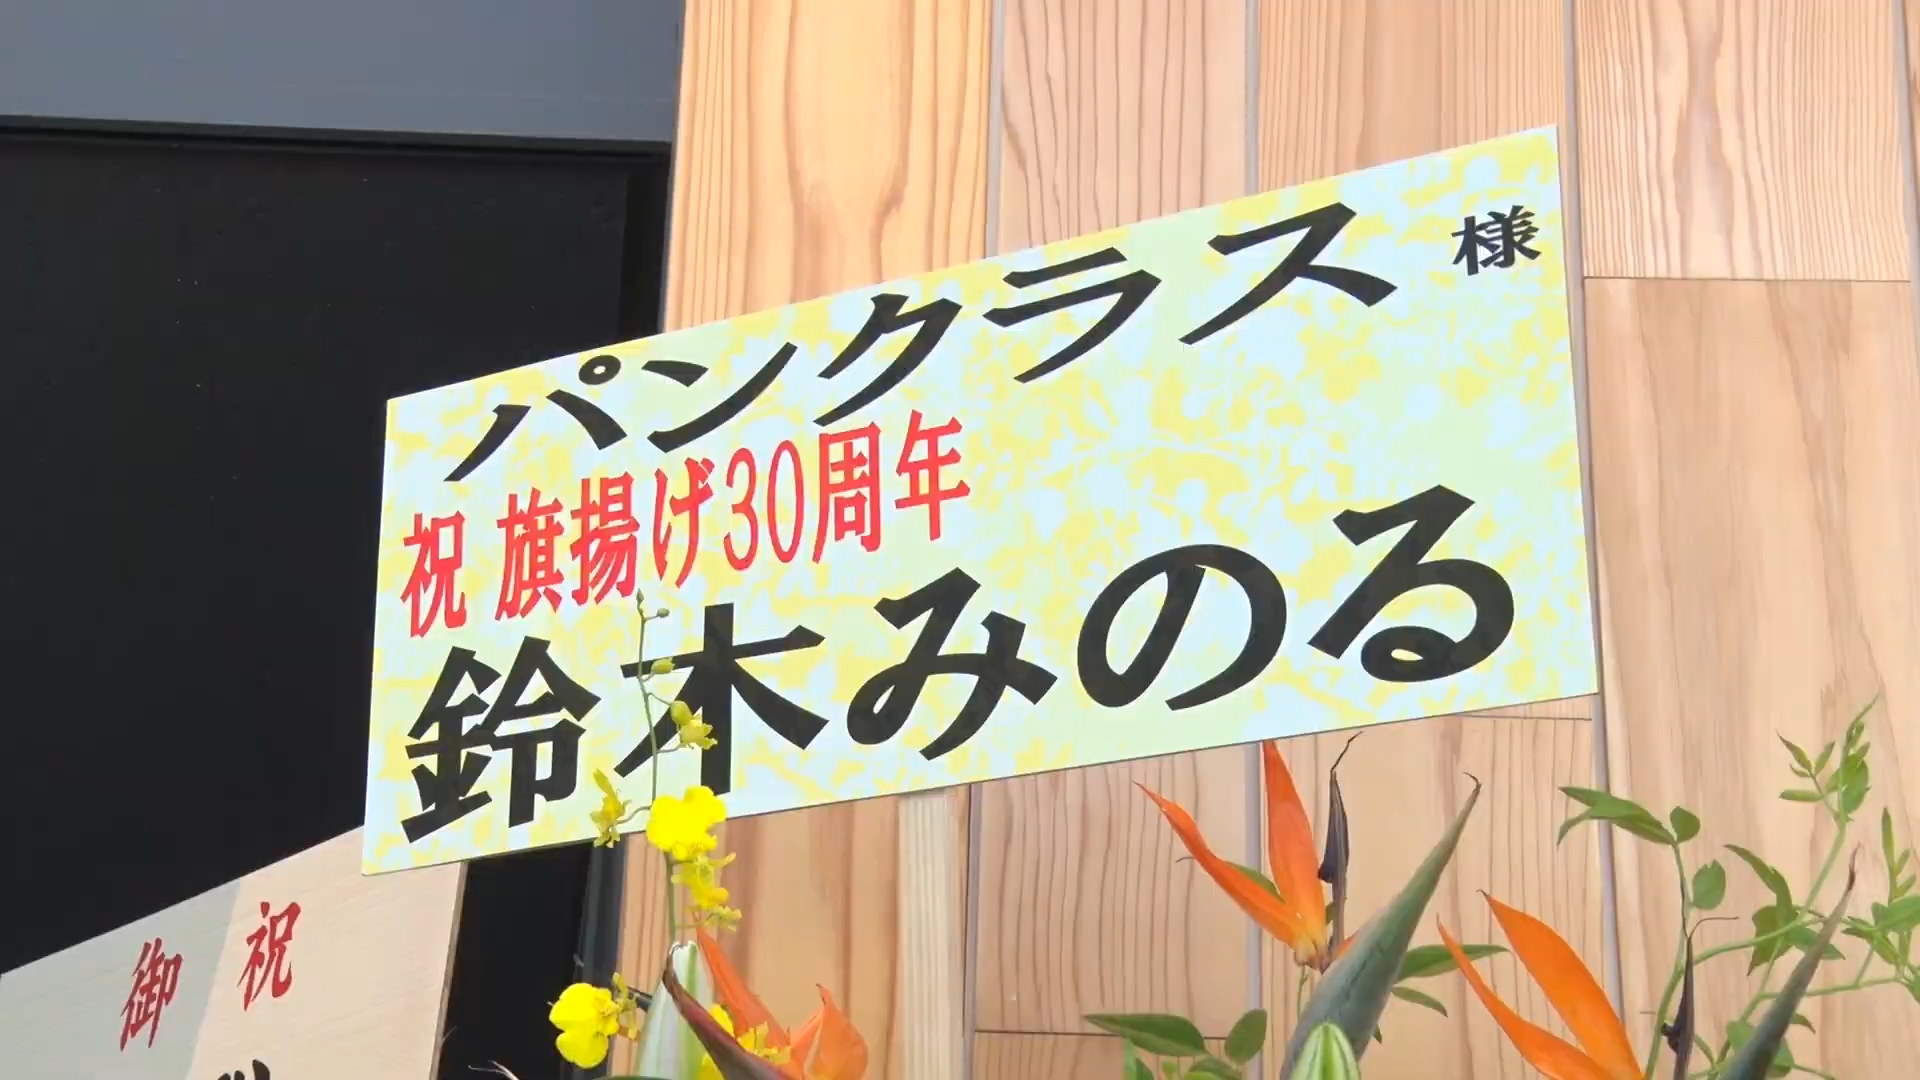 パンクラス 様
祝 旗揚げ30周年
鈴木みのる
御 祝